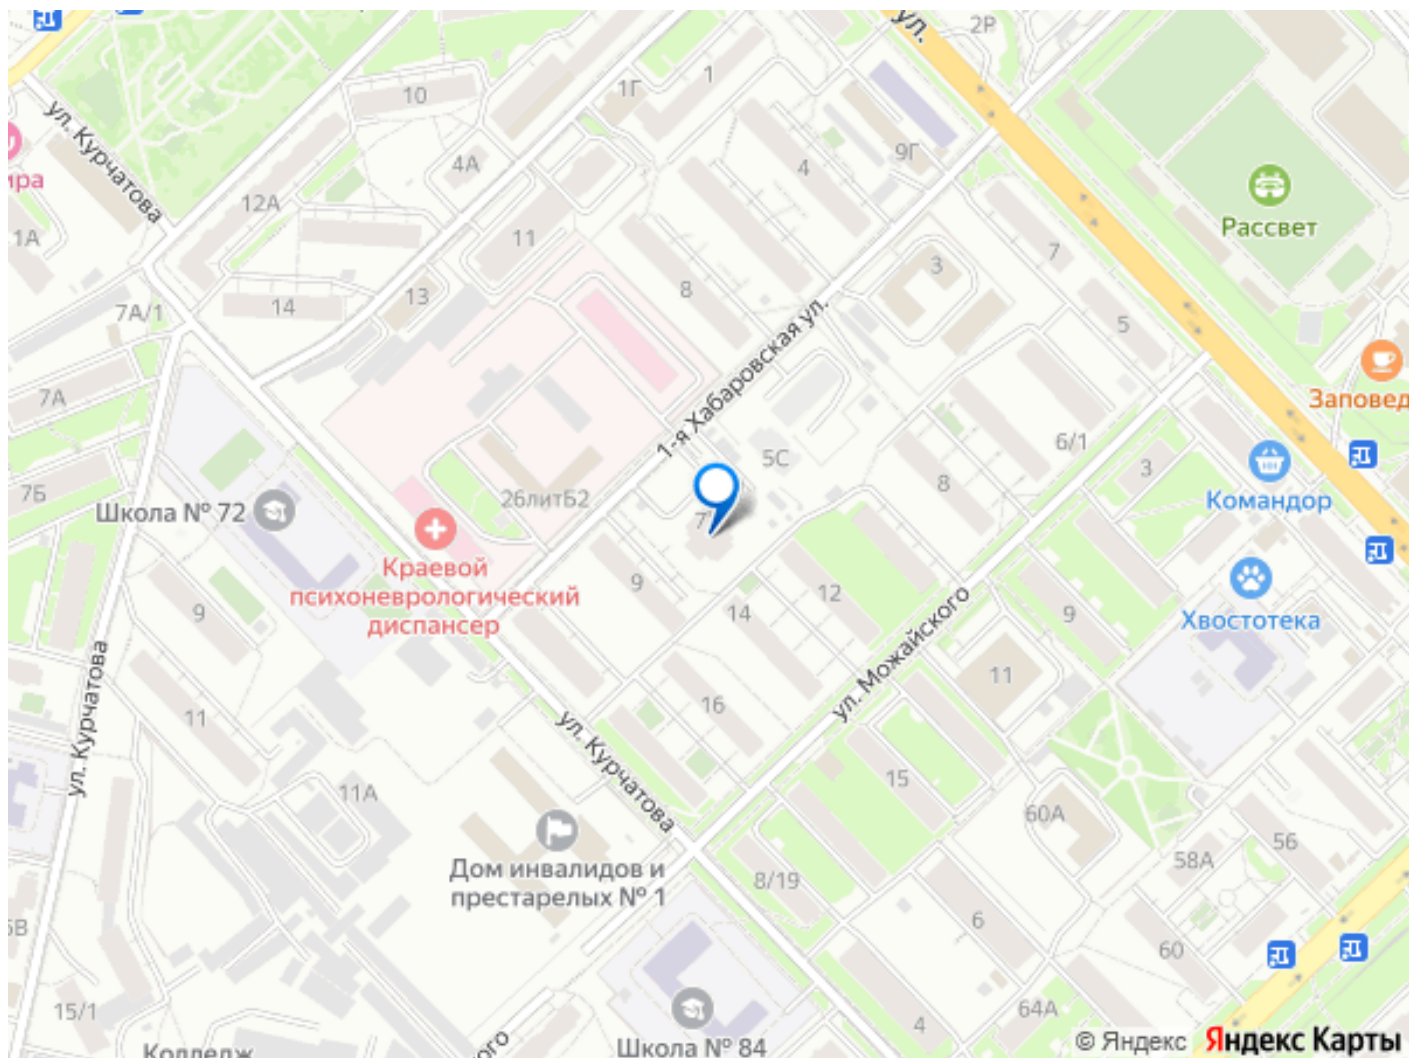 ул.
2Р
1
1Г
10
ул. Курчатова
ира
4А
4
9Г
12А
Рассвет
1А
11
7
3
8
13
14
7А/1
5
1-я Хабаровская ул.
7А
Заповед
6/1
5С
3
8
7Б
26литБ2
Командор
Школа № 72
7
Краевой
психоневрологический
диспансер
9
9
14
12
9
Хвостотека
ул. Можайского
ул. Курчатова
11
16
11
ул. Курчатова
15
11А
60А
56
58А
Дом инвалидов и
престарелых № 1
8/19
6
5В
60
15/1
64А
4
ого
Колледж
Школа № 84
© Яндекс Яндекс Карты